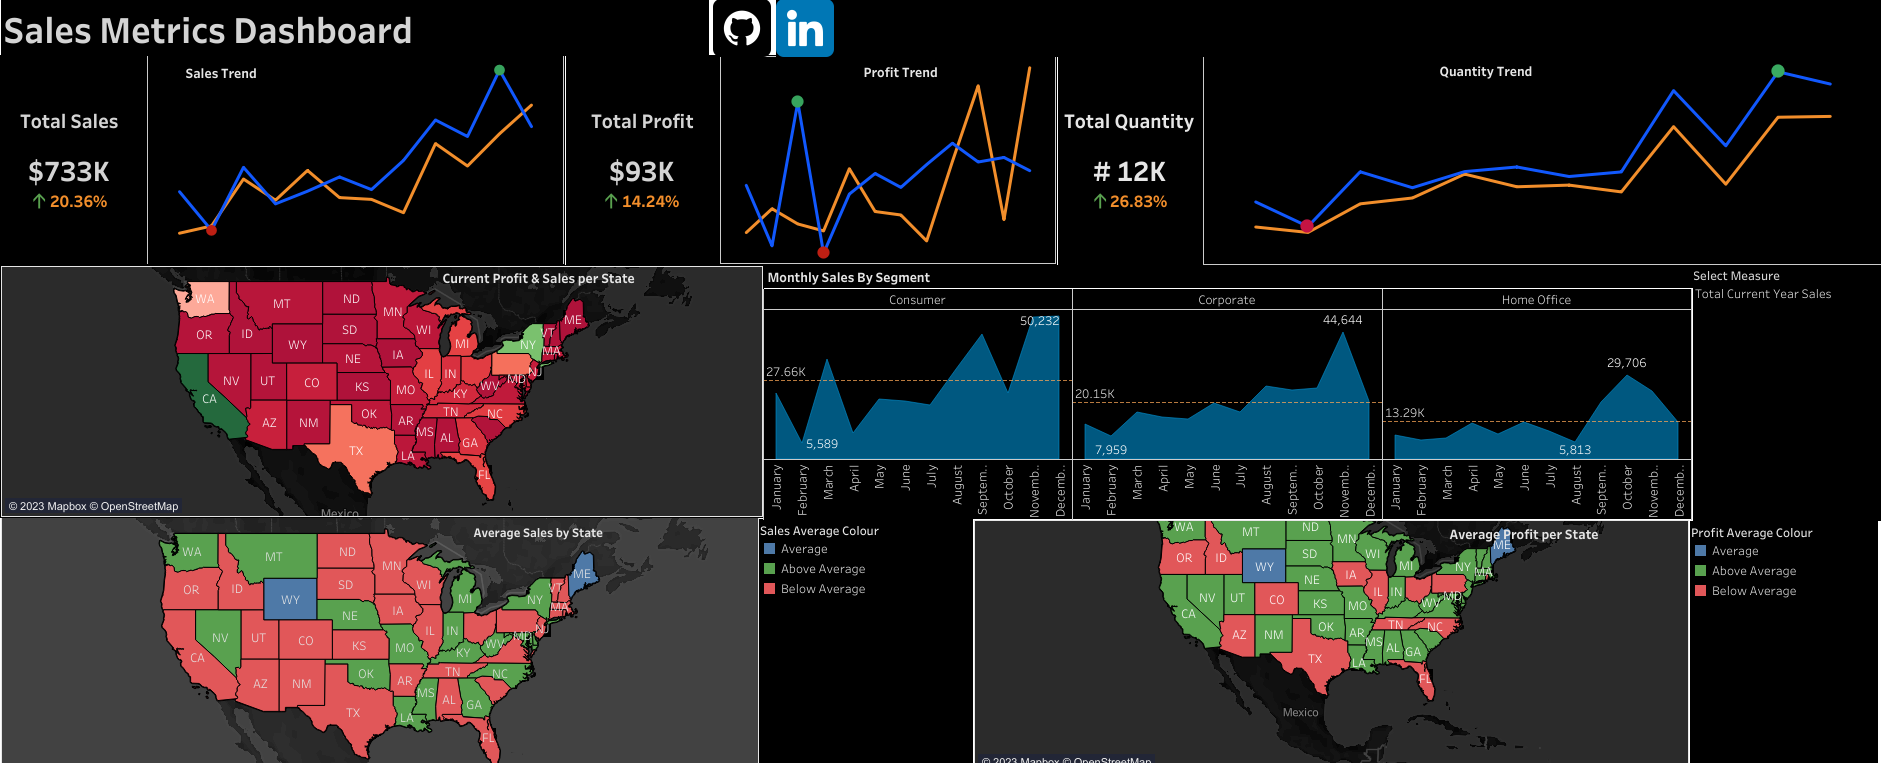 Sales Metrics Dashboard
in
Sales Trend
Profit Trend
Quantity Trend
Total Sales
$733K
↑ 20.36%
Total Profit
$93K
↑ 14.24%
Total Quantity
# 12K
↑ 26.83%
Current Profit & Sales per State
WA
MT
ND
MN
OR
ID
SD
WI
WY
MI
NY
VT
ME
MA
NE
IA
NV
UT
CO
KS
MO
IL
IN
WV
MD
NJ
CA
KY
AZ
NM
OK
AR
TN
NC
MS
AL
GA
TX
LA
FL
Mexico
© 2023 Mapbox © OpenStreetMap
Monthly Sales By Segment
Consumer
Corporate
Home Office
50,232
27.66K
5,589
44,644
20.15K
7,959
29,706
13.29K
5,813
January
February
March
April
May
June
July
August
Septem..
October
Novemb..
Decemb..
January
February
March
April
May
June
July
August
Septem..
October
Novemb..
Decemb..
January
February
March
April
May
June
July
August
Septem..
October
Novemb..
Decemb..
Select Measure
Total Current Year Sales
Average Sales by State
WA
MT
ND
MN
OR
ID
SD
WI
WY
MI
NY
VT
ME
MA
NE
IA
NV
UT
CO
KS
MO
IL
IN
WV
MD
NJ
CA
KY
AZ
NM
OK
AR
TN
NC
MS
AL
GA
TX
LA
FL
Sales Average Colour
Average
Above Average
Below Average
Average Profit per State
WA
MT
ND
MN
OR
ID
SD
WI
WY
MI
NY
ME
MA
NE
IA
NV
UT
CO
KS
MO
IL
IN
WV
MD
CA
AZ
NM
OK
AR
TN
NC
MS
AL
GA
TX
LA
FL
Mexico
© 2023 Mapbox © OpenStreetMap
Profit Average Colour
Average
Above Average
Below Average